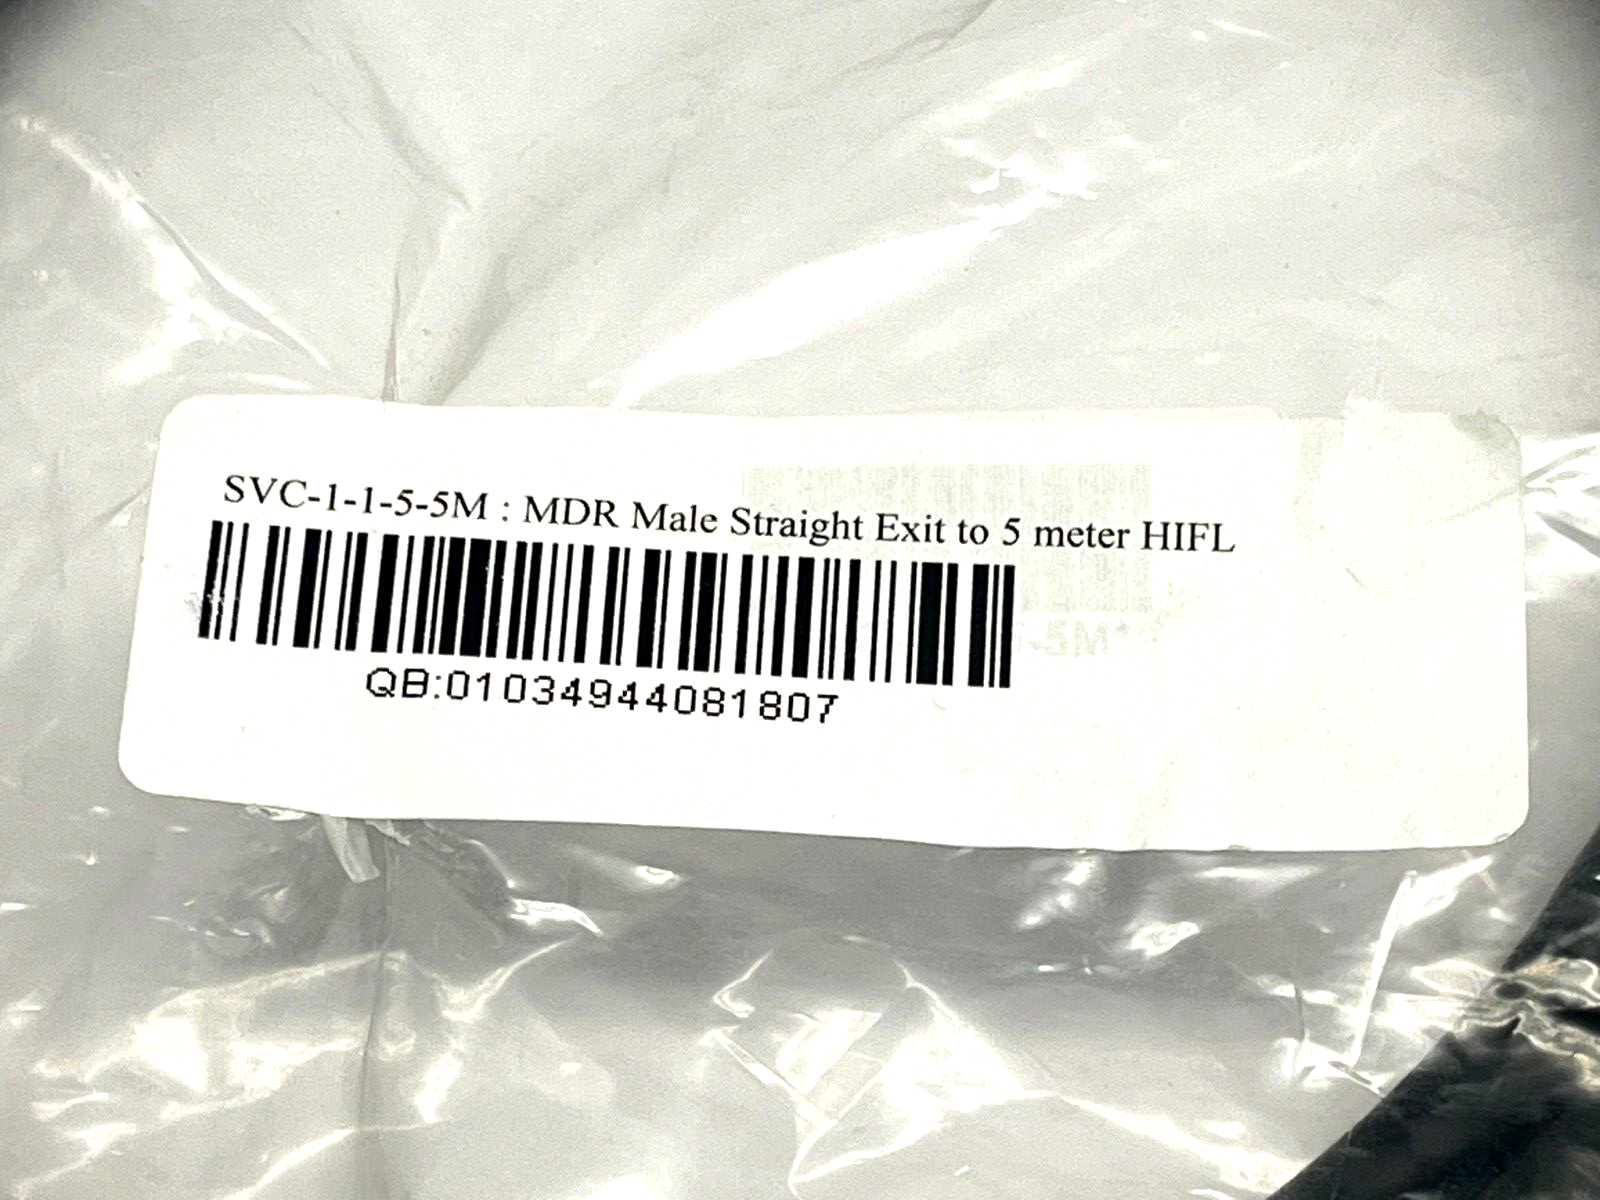 SVC-1-1-5-5M : MDR Male Straight Exit to 5 meter HIFL
QB:01034944081807